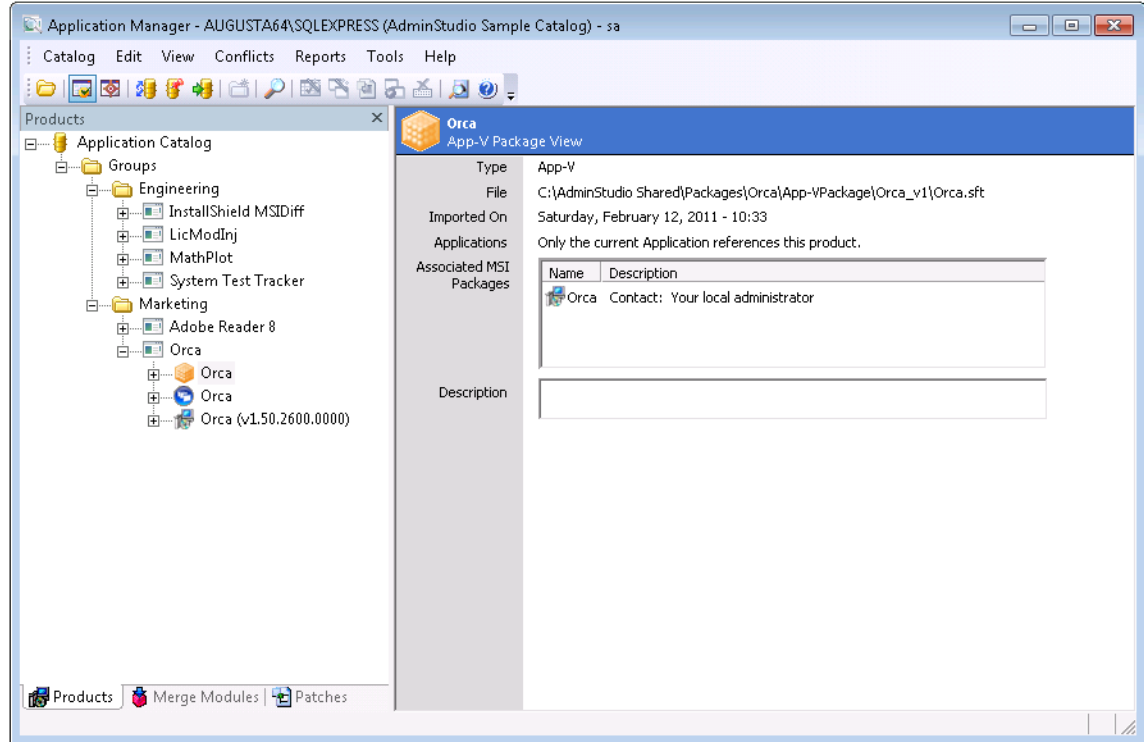 Application Manager - AUGUSTA64\SQLEXPRESS (AdminStudio Sample Catalog) - sa
Catalog Edit View Conflicts Reports Tools Help
Products
Application Catalog
Groups
Engineering
InstallShield MSIDiff
LicModInj
MathPlot
System Test Tracker
Marketing
Adobe Reader 8
Orca
Orca
Orca
Orca (v1.50.2600.0000)
Products Merge Modules Patches
Orca
App-V Package View
Type App-V
File C:\AdminStudio Shared\Packages\Orca\App-VPackage\Orca_v1\Orca.sft
Imported On Saturday, February 12, 2011 - 10:33
Applications Only the current Application references this product.
Associated MSI
Packages
Name Description
Orca Contact: Your local administrator
Description